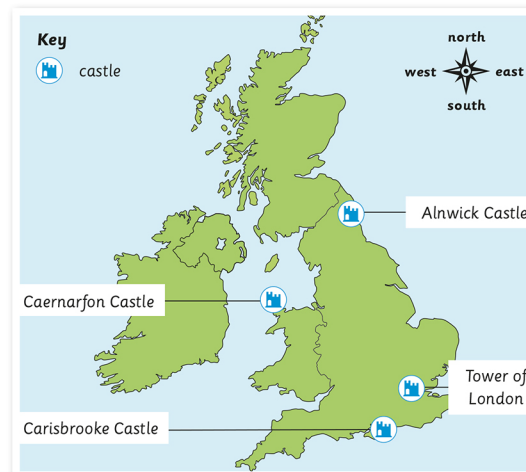 Key
castle
north
west east
south
Alnwick Castle
Caernarfon Castle
Tower of
London
Carisbrooke Castle